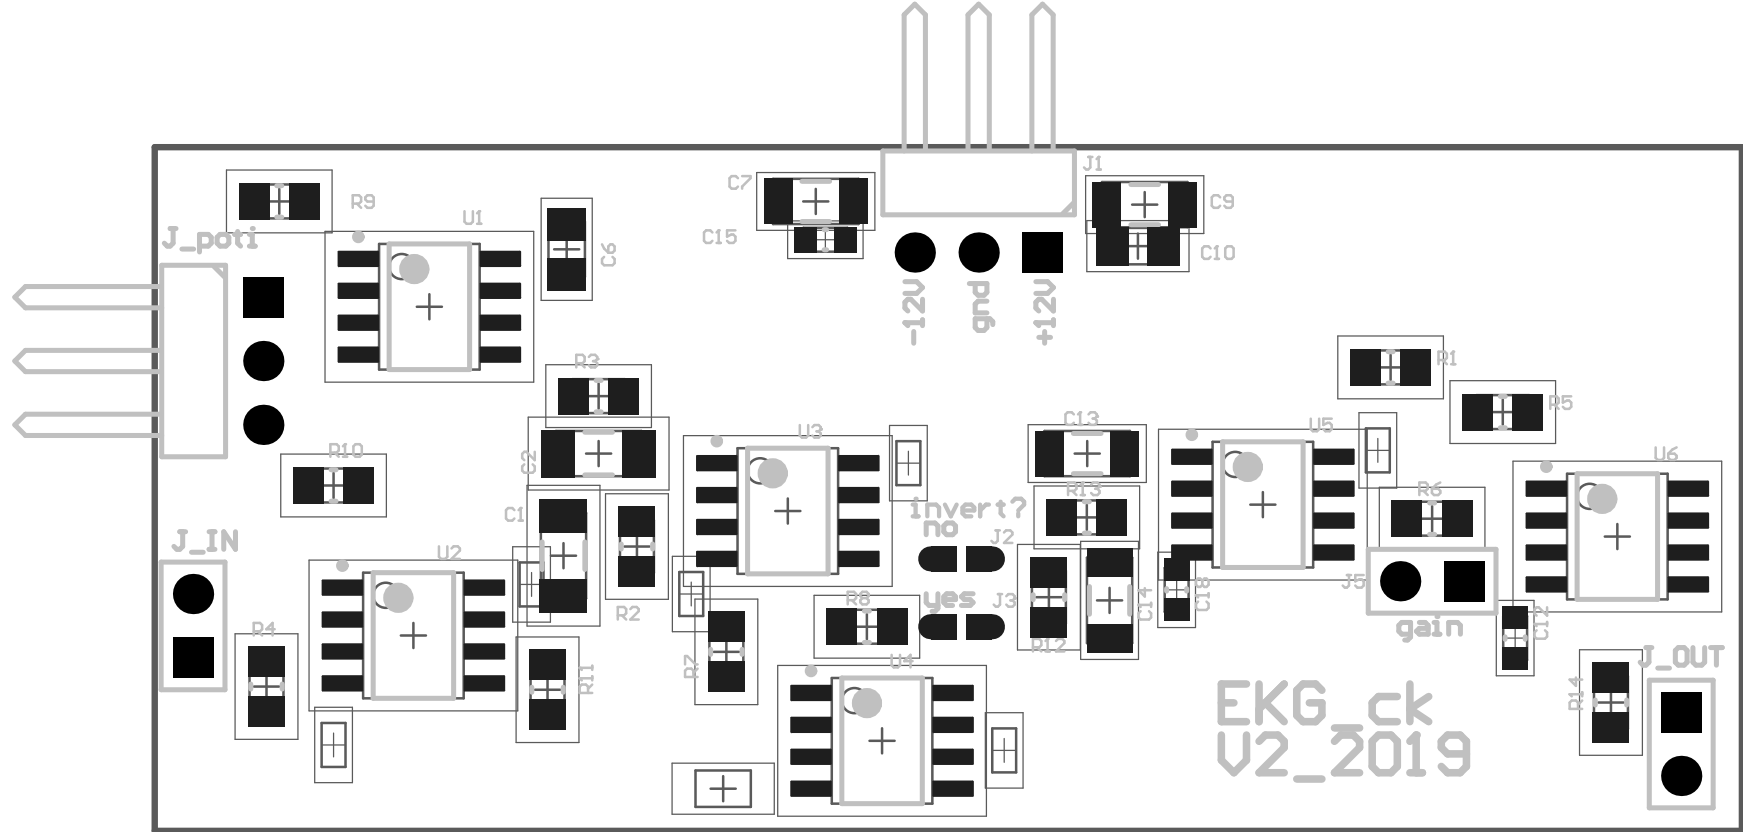 J1
C7
C9
R9
U1
J_poti
C15
C6
C10
-12V
gnd
+12V
R3
R1
R5
C13
U5
U3
R10
C2
U6
R13
R6
C1
invert?
no
J2
J_IN
U2
J5
C14
C18
yes
J3
R8
R2
R4
C12
gain
R12
J_OUT
U4
R7
R11
R14
EKG_ck
V2_2019